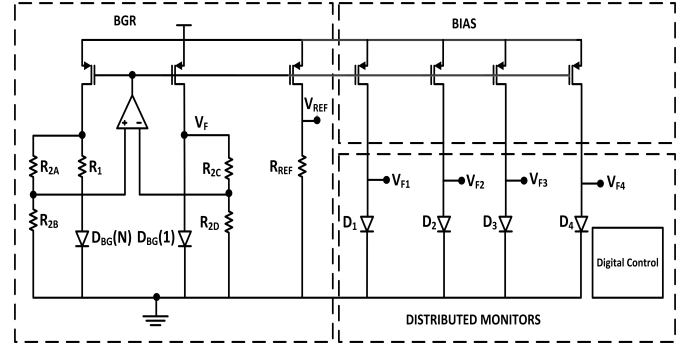 BGR
BIAS
V_REF
V_F
+ -
R_2A
R_1
R_2C
R_REF
V_F1
V_F2
V_F3
V_F4
R_2B
D_BG(N)
D_BG(1)
R_2D
D_1
D_2
D_3
D_4
Digital Control
DISTRIBUTED MONITORS